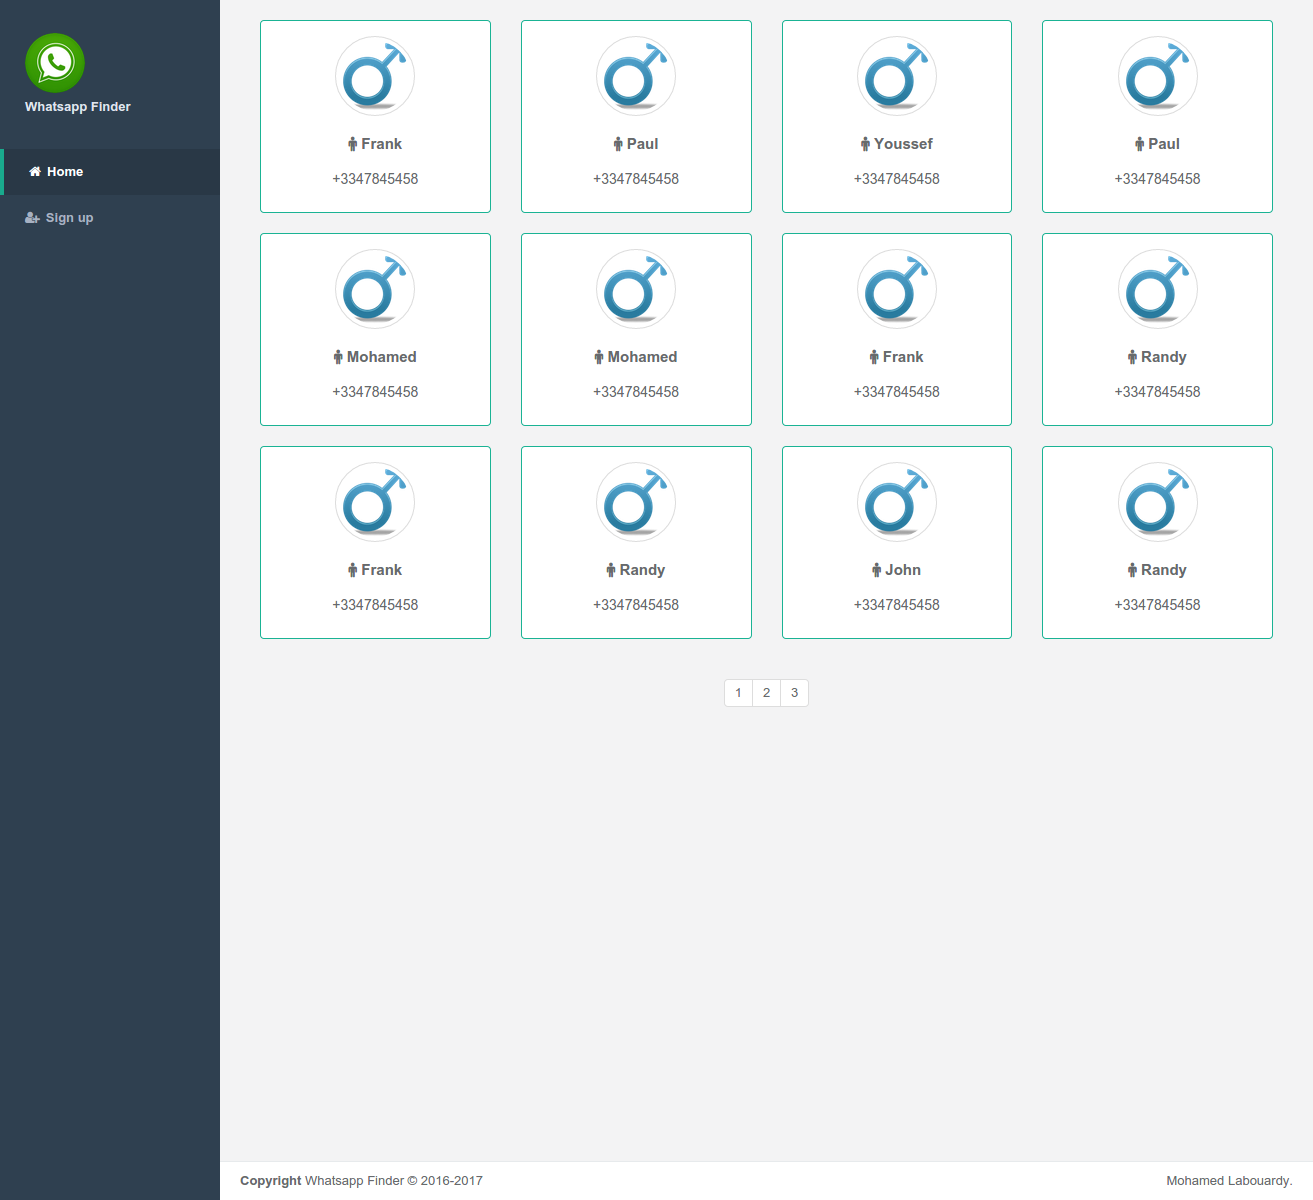 Whatsapp Finder
Home
Sign up
Frank
+3347845458
Paul
+3347845458
Youssef
+3347845458
Paul
+3347845458
Mohamed
+3347845458
Mohamed
+3347845458
Frank
+3347845458
Randy
+3347845458
Frank
+3347845458
Randy
+3347845458
John
+3347845458
Randy
+3347845458
1 2 3
Copyright Whatsapp Finder © 2016-2017
Mohamed Labouardy.